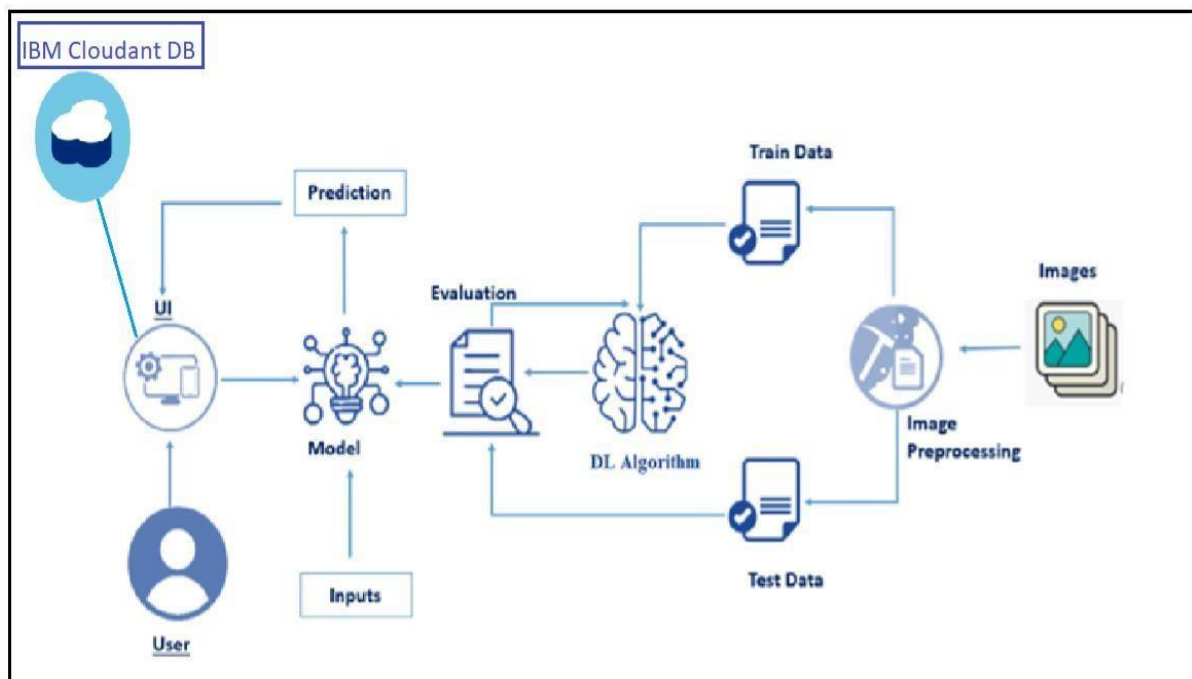 IBM Cloudant DB
Train Data
Prediction
Images
Evaluation
UI
Image
Preprocessing
Model
DL Algorithm
Test Data
Inputs
User